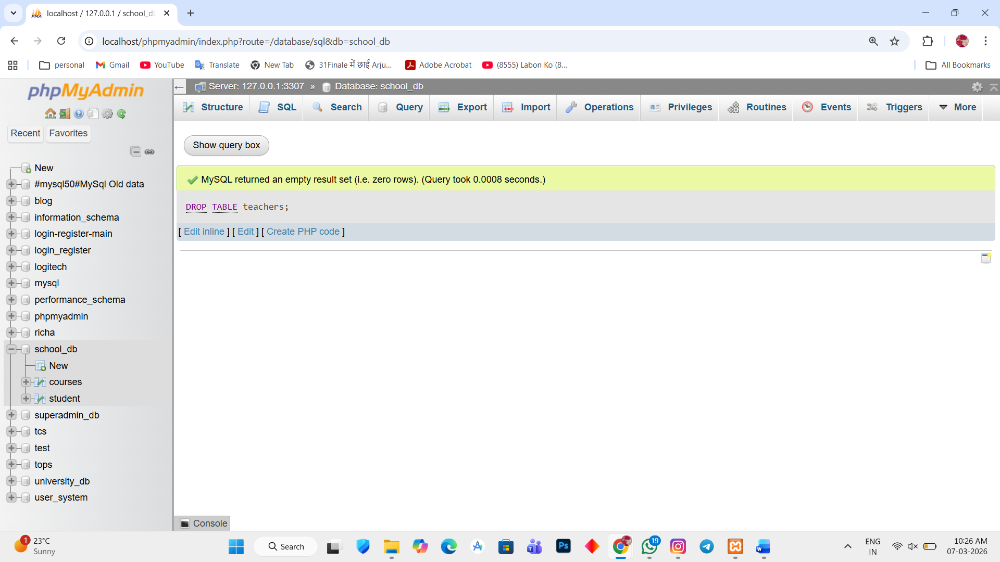 localhost / 127.0.0.1 / school_db
localhost/phpmyadmin/index.php?route=/database/sql&db=school_db
personal
Gmail
YouTube
Translate
New Tab
31Finale में छाई Arju...
Adobe Acrobat
(8555) Labon Ko (8...
All Bookmarks
phpMyAdmin
Recent
Favorites
New
#mysql50#MySql Old data
blog
information_schema
login-register-main
login_register
logitech
mysql
performance_schema
phpmyadmin
richa
school_db
New
courses
student
superadmin_db
tcs
test
tops
university_db
user_system
Server: 127.0.0.1:3307 » Database: school_db
Structure
SQL
Search
Query
Export
Import
Operations
Privileges
Routines
Events
Triggers
More
Show query box
MySQL returned an empty result set (i.e. zero rows). (Query took 0.0008 seconds.)
DROP TABLE teachers;
[ Edit inline ] [ Edit ] [ Create PHP code ]
Console
1
23°C
Sunny
Search
Ps
19
ENG
IN
10:26 AM
07-03-2026